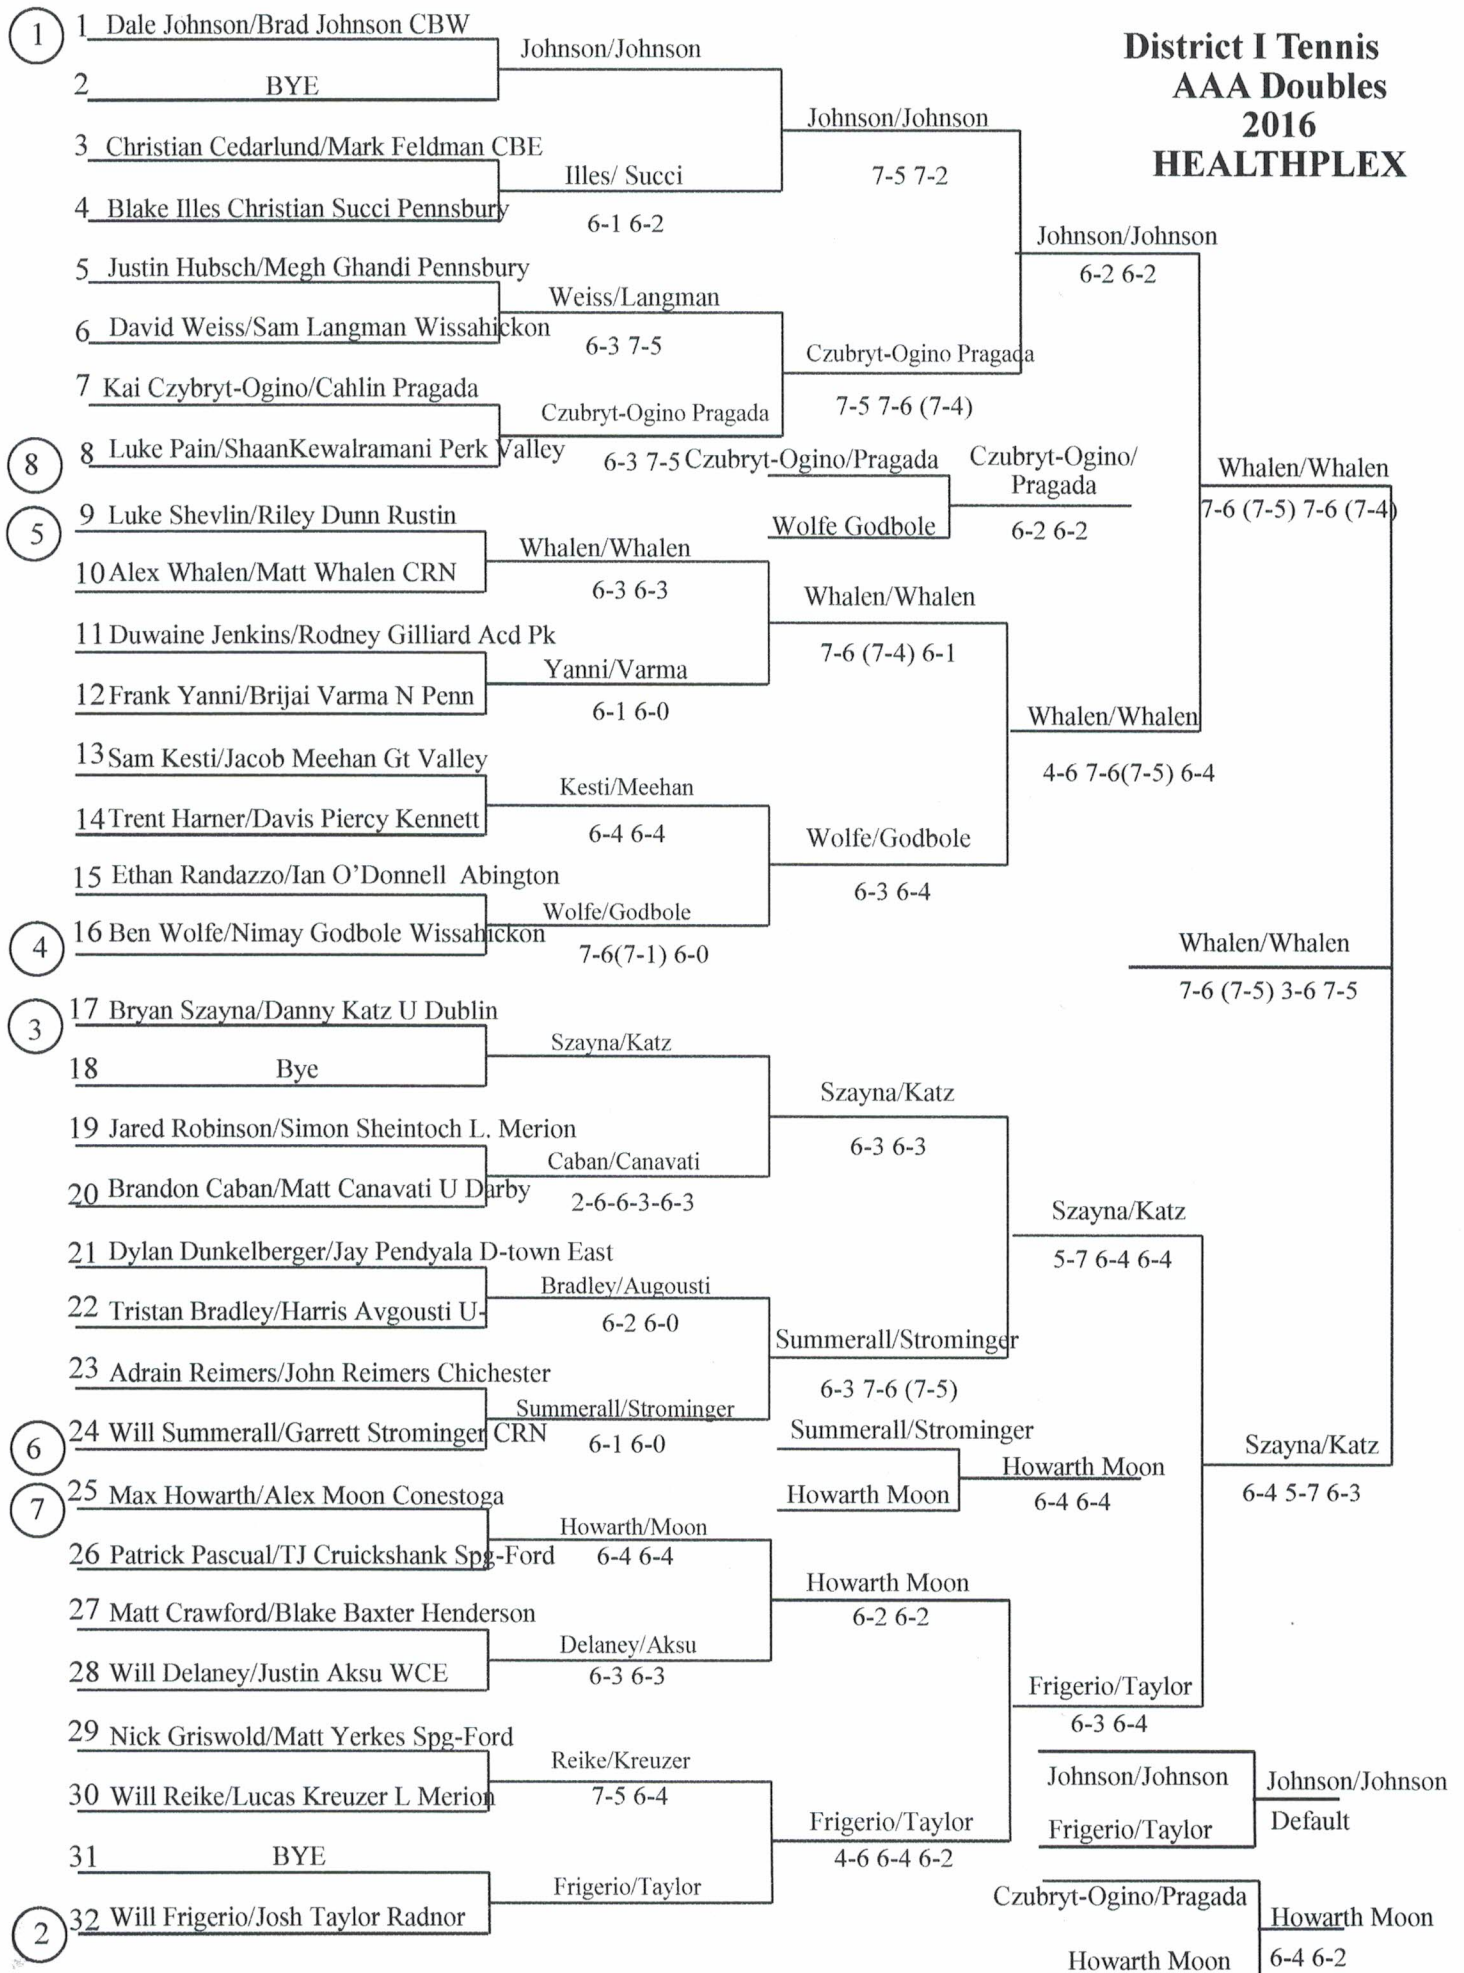 District I Tennis
AAA Doubles
2016
HEALTHPLEX
1
1 Dale Johnson/Brad Johnson CBW
2 BYE
3 Christian Cedarlund/Mark Feldman CBE
4 Blake Illes Christian Succi Pennsbury
5 Justin Hubsch/Megh Ghandi Pennsbury
6 David Weiss/Sam Langman Wissahickon
7 Kai Czybryt-Ogino/Cahlin Pragada
8
8 Luke Pain/ShaanKewalramani Perk Valley
5
9 Luke Shevlin/Riley Dunn Rustin
10 Alex Whalen/Matt Whalen CRN
11 Duwaine Jenkins/Rodney Gilliard Acd Pk
12 Frank Yanni/Brijai Varma N Penn
13 Sam Kesti/Jacob Meehan Gt Valley
14 Trent Harner/Davis Piercy Kennett
15 Ethan Randazzo/Ian O’Donnell Abington
4
16 Ben Wolfe/Nimay Godbole Wissahickon
3
17 Bryan Szayna/Danny Katz U Dublin
18 Bye
19 Jared Robinson/Simon Sheintoch L. Merion
20 Brandon Caban/Matt Canavati U Darby
21 Dylan Dunkelberger/Jay Pendyala D-town East
22 Tristan Bradley/Harris Avgousti U-
23 Adrain Reimers/John Reimers Chichester
6
24 Will Summerall/Garrett Strominger CRN
7
25 Max Howarth/Alex Moon Conestoga
26 Patrick Pascual/TJ Cruickshank Spg-Ford
27 Matt Crawford/Blake Baxter Henderson
28 Will Delaney/Justin Aksu WCE
29 Nick Griswold/Matt Yerkes Spg-Ford
30 Will Reike/Lucas Kreuzer L Merion
31 BYE
2
32 Will Frigerio/Josh Taylor Radnor
Johnson/Johnson
Illes/ Succi
6-1 6-2
Weiss/Langman
6-3 7-5
Czubryt-Ogino Pragada
6-3 7-5
Whalen/Whalen
6-3 6-3
Yanni/Varma
6-1 6-0
Kesti/Meehan
6-4 6-4
Wolfe/Godbole
7-6(7-1) 6-0
Szayna/Katz
Caban/Canavati
2-6-6-3-6-3
Bradley/Augousti
6-2 6-0
Summerall/Strominger
6-1 6-0
Howarth/Moon
6-4 6-4
Delaney/Aksu
6-3 6-3
Reike/Kreuzer
7-5 6-4
Frigerio/Taylor
Johnson/Johnson
7-5 7-2
Czubryt-Ogino Pragada
7-5 7-6 (7-4)
Czubryt-Ogino/Pragada
Wolfe Godbole
Czubryt-Ogino/
Pragada
6-2 6-2
Whalen/Whalen
7-6 (7-4) 6-1
Wolfe/Godbole
6-3 6-4
Szayna/Katz
6-3 6-3
Summerall/Strominger
6-3 7-6 (7-5)
Summerall/Strominger
Howarth Moon
Howarth Moon
6-4 6-4
Howarth Moon
6-2 6-2
Frigerio/Taylor
4-6 6-4 6-2
Johnson/Johnson
6-2 6-2
Whalen/Whalen
4-6 7-6(7-5) 6-4
Szayna/Katz
5-7 6-4 6-4
Frigerio/Taylor
6-3 6-4
Whalen/Whalen
7-6 (7-5) 7-6 (7-4)
Szayna/Katz
6-4 5-7 6-3
Whalen/Whalen
7-6 (7-5) 3-6 7-5
Johnson/Johnson
Frigerio/Taylor
Johnson/Johnson
Default
Czubryt-Ogino/Pragada
Howarth Moon
Howarth Moon
6-4 6-2